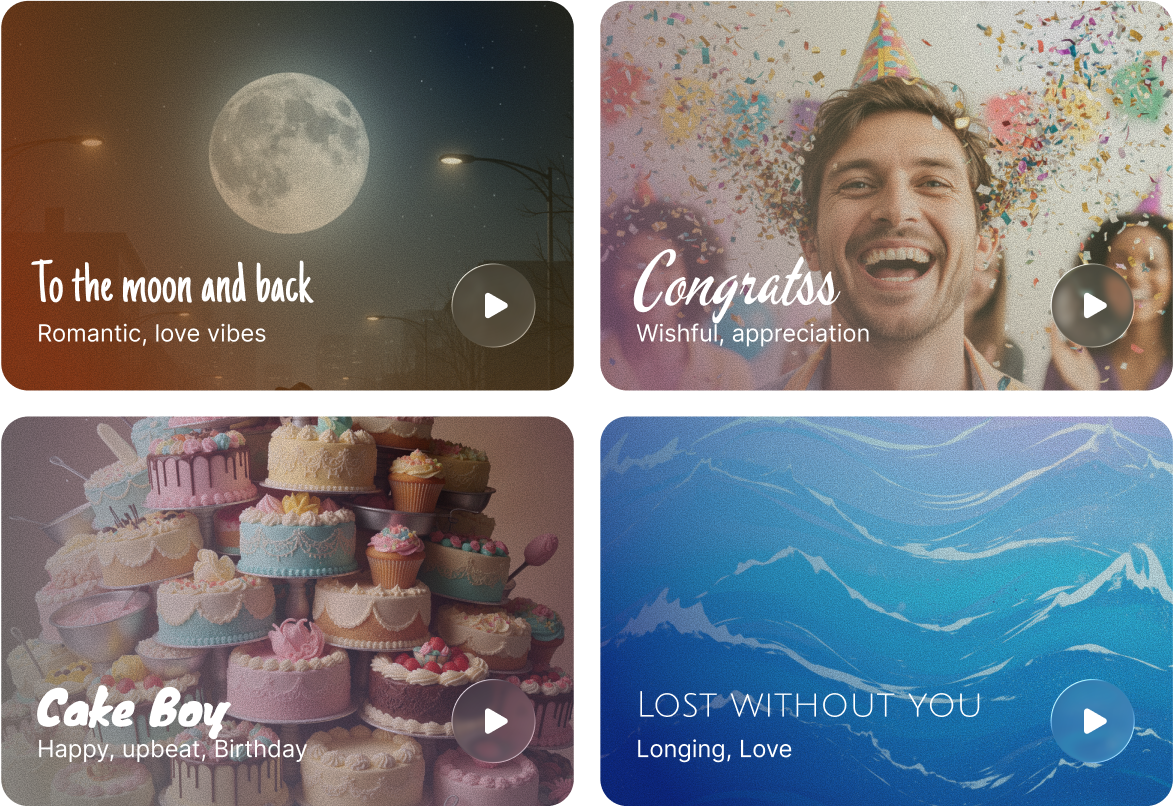 To the moon and back
Romantic, love vibes
Congratss
Wishful, appreciation
Cake Boy
Happy, upbeat, Birthday
LOST WITHOUT YOU
Longing, Love